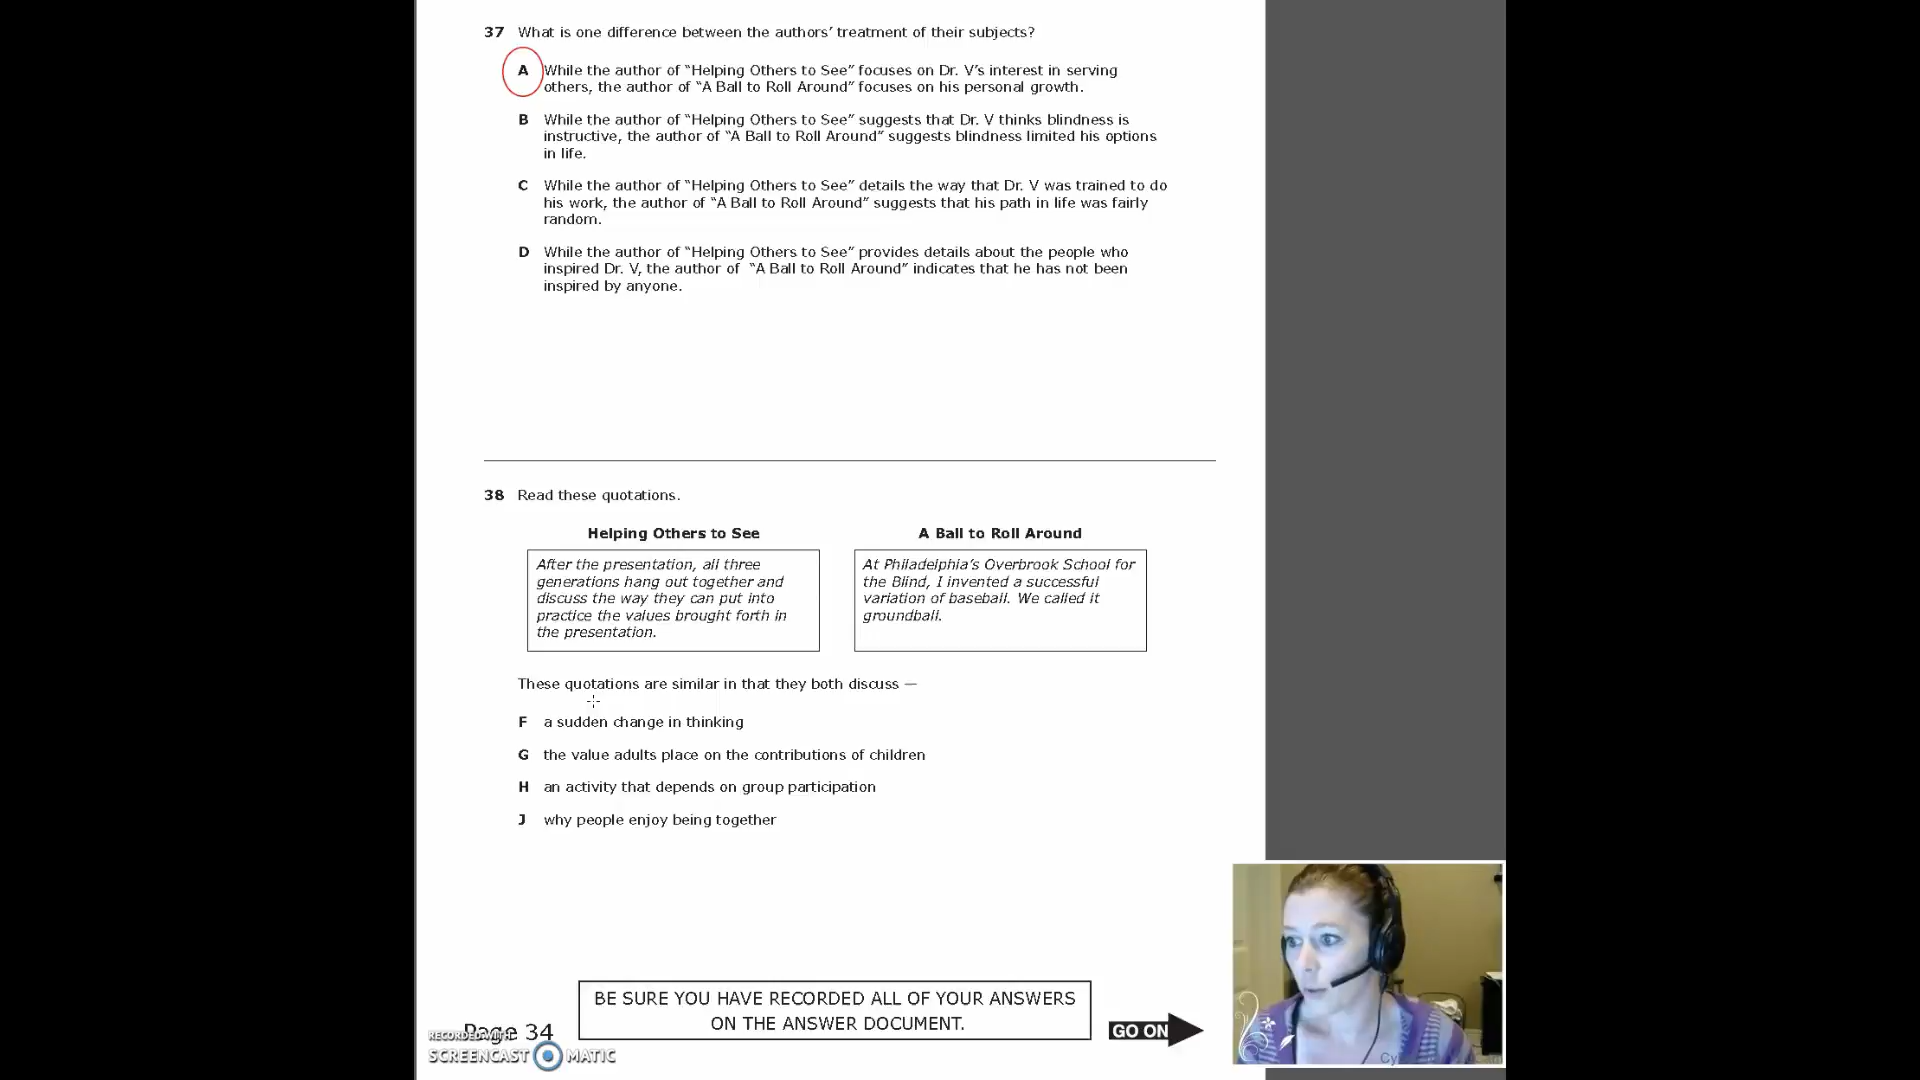 37 What is one difference between the authors’ treatment of their subjects?
A While the author of “Helping Others to See” focuses on Dr. V’s interest in serving
others, the author of “A Ball to Roll Around” focuses on his personal growth.
B While the author of “Helping Others to See” suggests that Dr. V thinks blindness is
instructive, the author of “A Ball to Roll Around” suggests blindness limited his options
in life.
C While the author of “Helping Others to See” details the way that Dr. V was trained to do
his work, the author of “A Ball to Roll Around” suggests that his path in life was fairly
random.
D While the author of “Helping Others to See” provides details about the people who
inspired Dr. V, the author of “A Ball to Roll Around” indicates that he has not been
inspired by anyone.
38 Read these quotations.
Helping Others to See
After the presentation, all three
generations hang out together and
discuss the way they can put into
practice the values brought forth in
the presentation.
A Ball to Roll Around
At Philadelphia’s Overbrook School for
the Blind, I invented a successful
variation of baseball. We called it
groundball.
These quotations are similar in that they both discuss —
F a sudden change in thinking
G the value adults place on the contributions of children
H an activity that depends on group participation
J why people enjoy being together
BE SURE YOU HAVE RECORDED ALL OF YOUR ANSWERS
ON THE ANSWER DOCUMENT.
Page 34
GO ON
RECORDED WITH
SCREENCAST MATIC